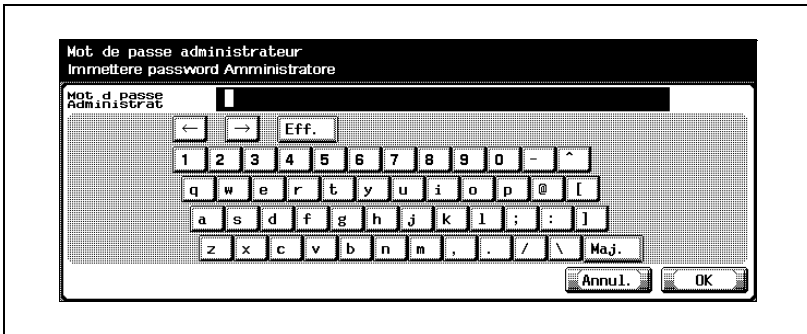 Mot de passe administrateur
Immettere password Amministratore
Mot d passe
Administrat
← → Eff.
1 2 3 4 5 6 7 8 9 0 - ^
q w e r t y u i o p @ [
a s d f g h j k l ; : ]
z x c v b n m , . / \ Maj.
Annul. OK